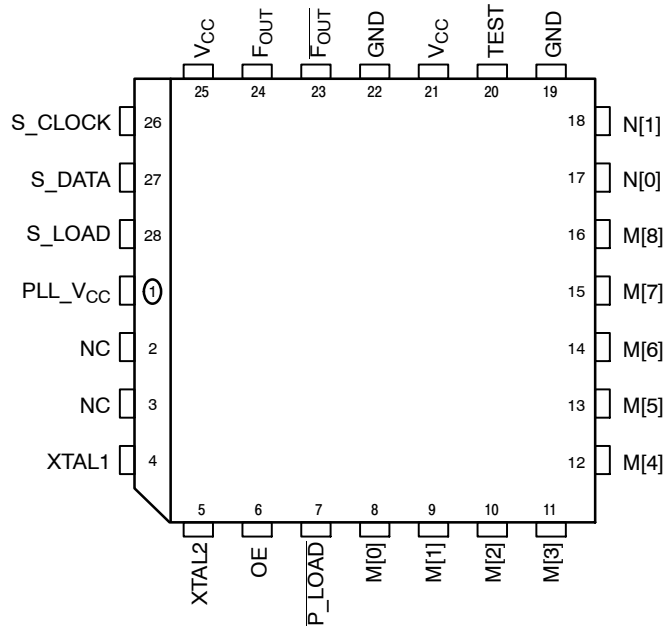 VCC FOUT FOUT GND VCC TEST GND
25 24 23 22 21 20 19
S_CLOCK 26 18 N[1]
S_DATA 27 17 N[0]
S_LOAD 28 16 M[8]
PLL_VCC 1 15 M[7]
NC 2 14 M[6]
NC 3 13 M[5]
XTAL1 4 12 M[4]
5 6 7 8 9 10 11
XTAL2 OE P_LOAD M[0] M[1] M[2] M[3]